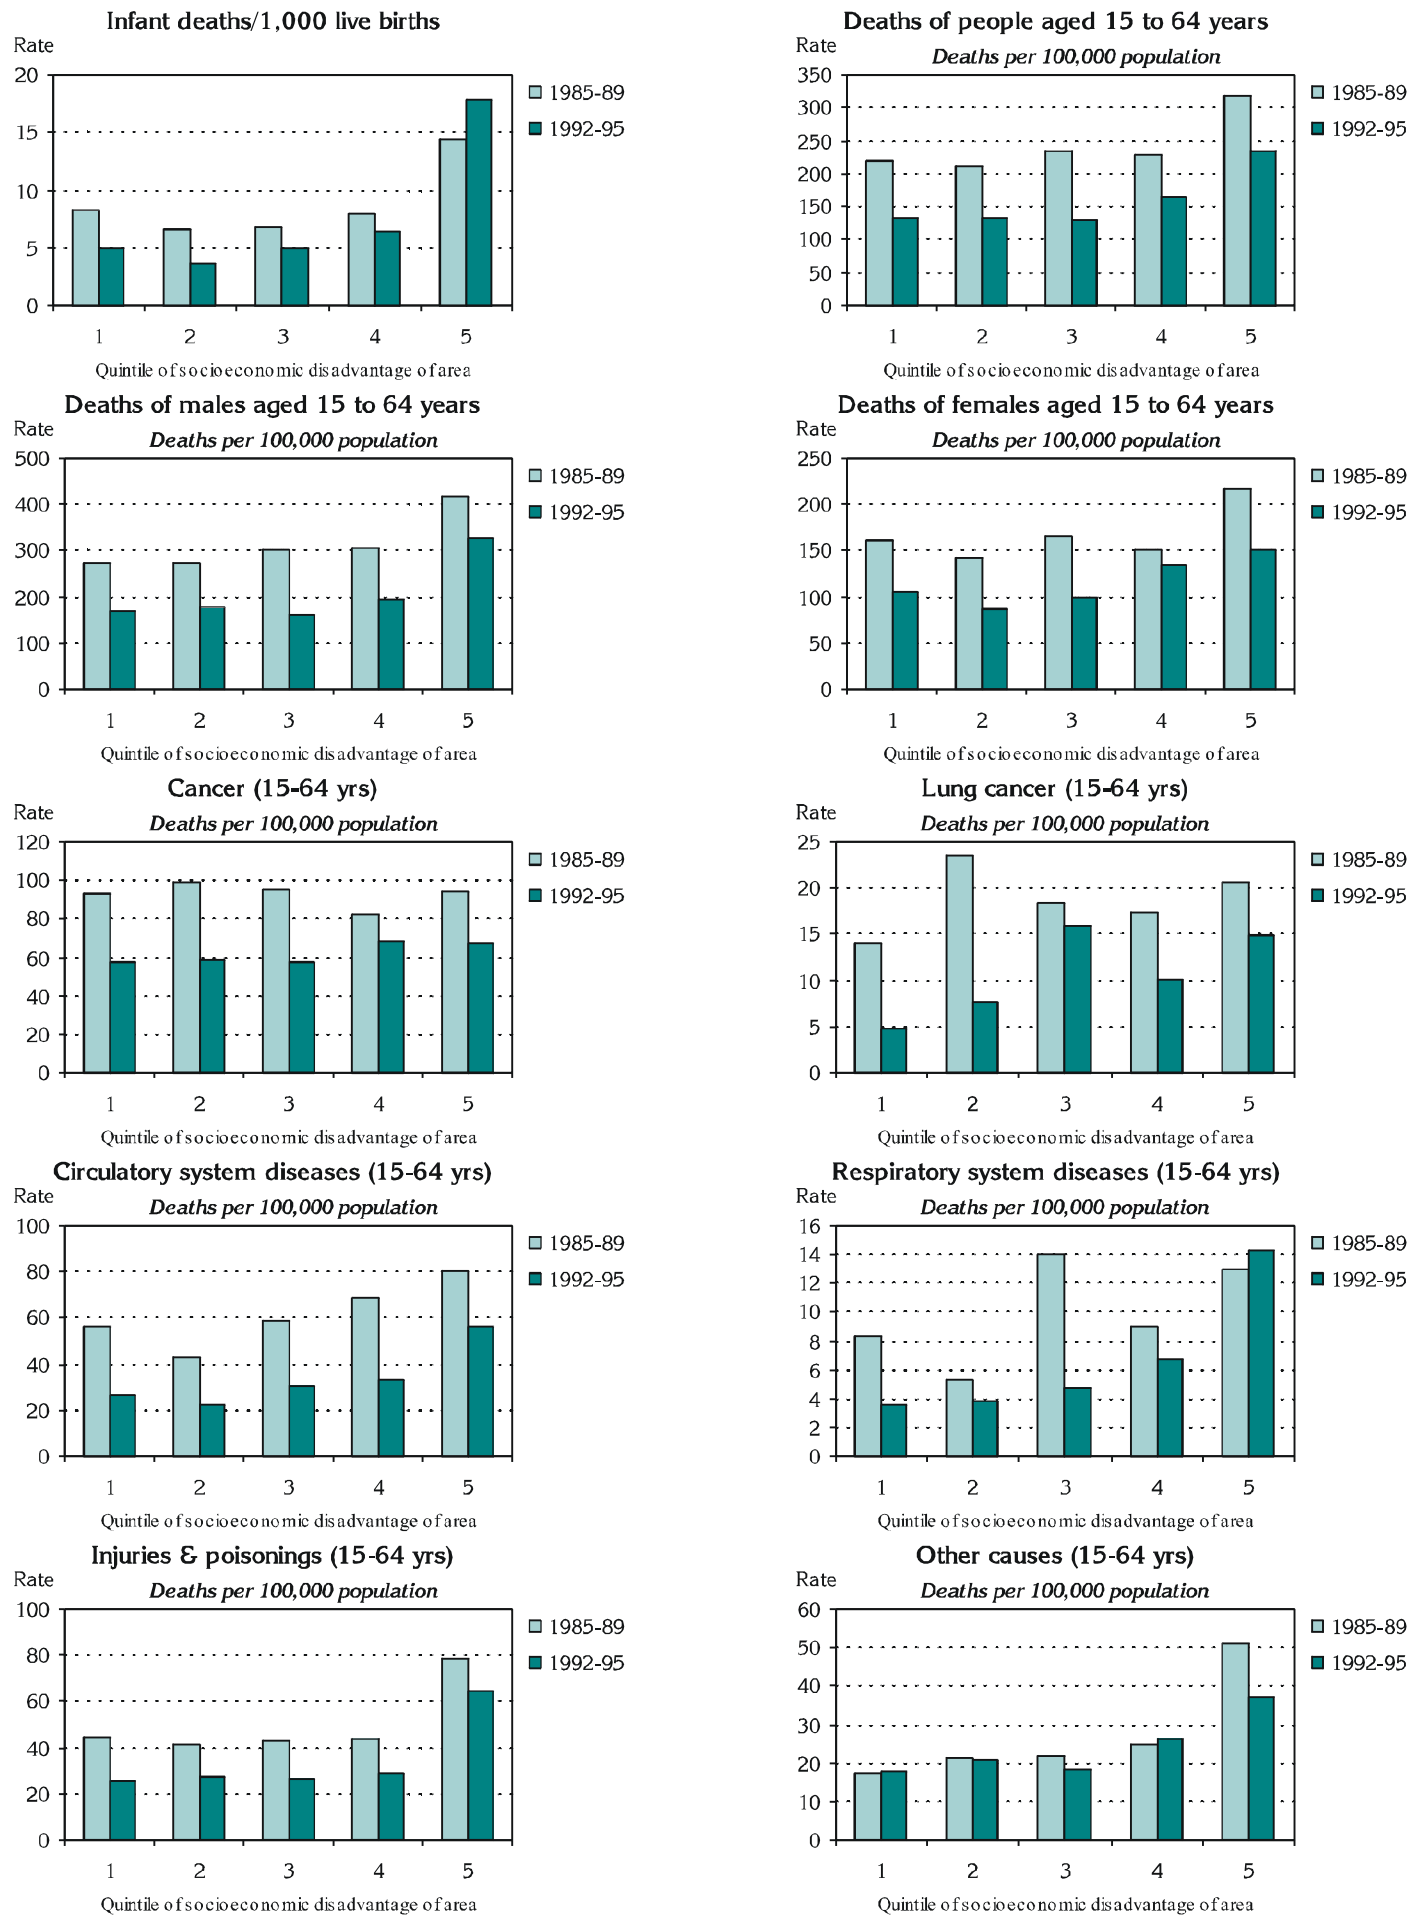 Infant deaths/1,000 live births
Rate
20
15
10
5
0
1 2 3 4 5
Quintile of socioeconomic disadvantage of area
1985-89
1992-95
Deaths of people aged 15 to 64 years
Rate
Deaths per 100,000 population
350
300
250
200
150
100
50
0
1 2 3 4 5
Quintile of socioeconomic disadvantage of area
1985-89
1992-95
Deaths of males aged 15 to 64 years
Rate
Deaths per 100,000 population
500
400
300
200
100
0
1 2 3 4 5
Quintile of socioeconomic disadvantage of area
1985-89
1992-95
Deaths of females aged 15 to 64 years
Rate
Deaths per 100,000 population
250
200
150
100
50
0
1 2 3 4 5
Quintile of socioeconomic disadvantage of area
1985-89
1992-95
Cancer (15-64 yrs)
Rate
Deaths per 100,000 population
120
100
80
60
40
20
0
1 2 3 4 5
Quintile of socioeconomic disadvantage of area
1985-89
1992-95
Lung cancer (15-64 yrs)
Rate
Deaths per 100,000 population
25
20
15
10
5
0
1 2 3 4 5
Quintile of socioeconomic disadvantage of area
1985-89
1992-95
Circulatory system diseases (15-64 yrs)
Rate
Deaths per 100,000 population
100
80
60
40
20
0
1 2 3 4 5
Quintile of socioeconomic disadvantage of area
1985-89
1992-95
Respiratory system diseases (15-64 yrs)
Rate
Deaths per 100,000 population
16
14
12
10
8
6
4
2
0
1 2 3 4 5
Quintile of socioeconomic disadvantage of area
1985-89
1992-95
Injuries & poisonings (15-64 yrs)
Rate
Deaths per 100,000 population
100
80
60
40
20
0
1 2 3 4 5
Quintile of socioeconomic disadvantage of area
1985-89
1992-95
Other causes (15-64 yrs)
Rate
Deaths per 100,000 population
60
50
40
30
20
10
0
1 2 3 4 5
Quintile of socioeconomic disadvantage of area
1985-89
1992-95